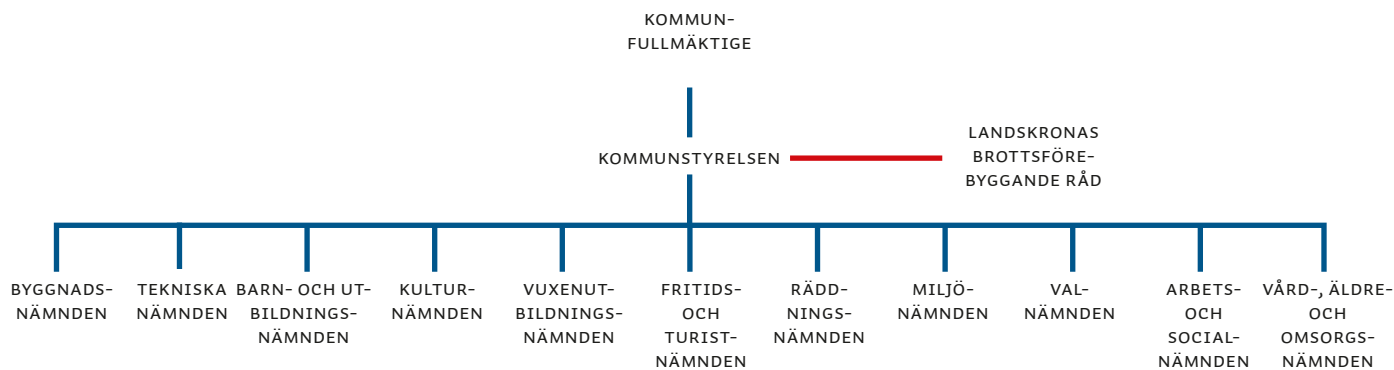 KOMMUN-
FULLMÄKTIGE
KOMMUNSTYRELSEN
LANDSKRONAS
BROTTSFÖRE-
BYGGANDE RÅD
BYGGNADS-
NÄMNDEN
TEKNISKA
NÄMNDEN
BARN- OCH UT-
BILDNINGS-
NÄMNDEN
KULTUR-
NÄMNDEN
VUXENUT-
BILDNINGS-
NÄMNDEN
FRITIDS-
OCH
TURIST-
NÄMNDEN
RÄDD-
NINGS-
NÄMNDEN
MILJÖ-
NÄMNDEN
VAL-
NÄMNDEN
ARBETS-
OCH
SOCIAL-
NÄMNDEN
VÅRD-, ÄLDRE-
OCH
OMSORGS-
NÄMNDEN